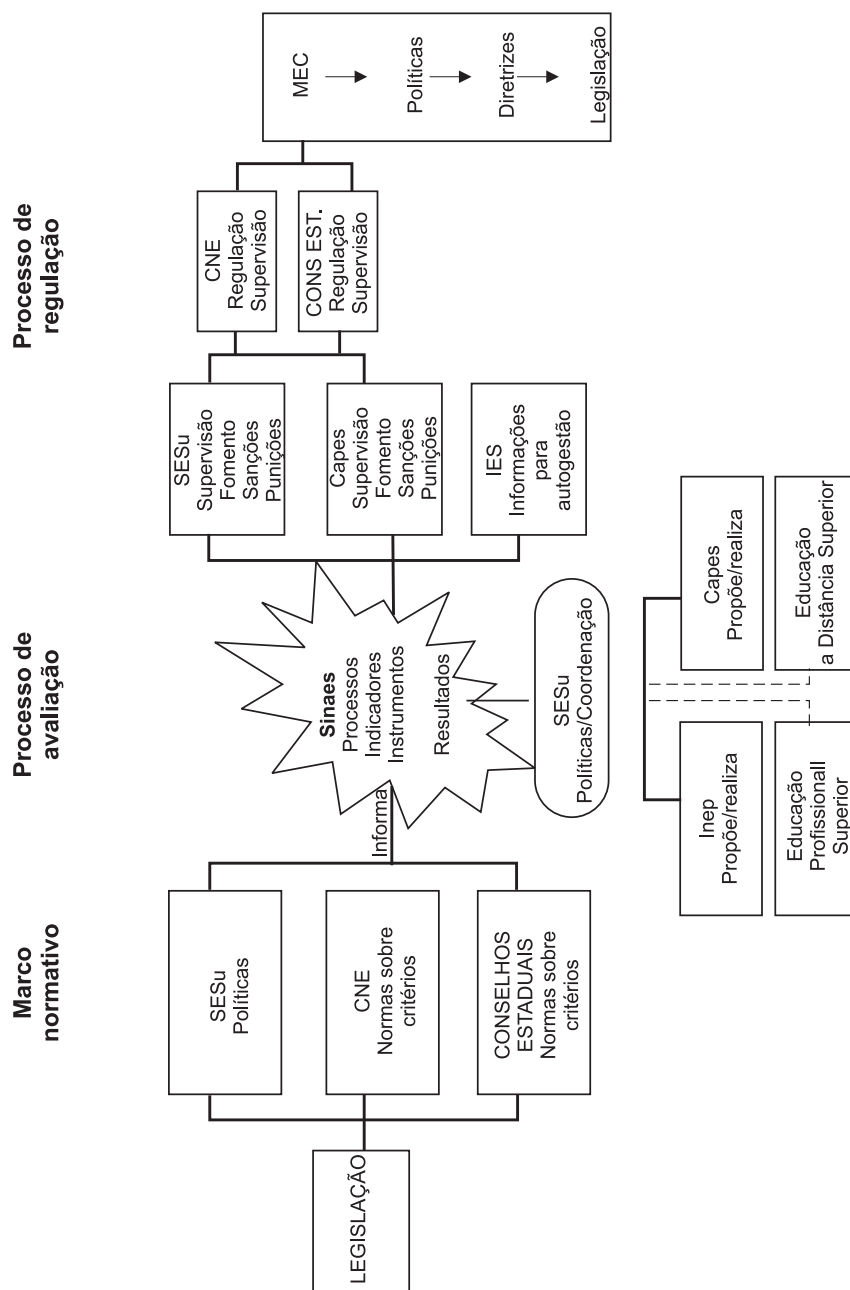 Marco
normativo
Processo de
avaliação
Processo de
regulação
LEGISLAÇÃO
SESu
Políticas
CNE
Normas sobre
critérios
CONSELHOS
ESTADUAIS
Normas sobre
critérios
Informa
Sinaes
Processos
Indicadores
Instrumentos
Resultados
SESu
Políticas/Coordenação
Inep
Propõe/realiza
Capes
Propõe/realiza
Educação
Profissionall
Superior
Educação
a Distância Superior
SESu
Supervisão
Fomento
Sanções
Punições
Capes
Supervisão
Fomento
Sanções
Punições
IES
Informações
para
autogestão
CNE
Regulação
Supervisão
CONS EST.
Regulação
Supervisão
MEC
Políticas
Diretrizes
Legislação